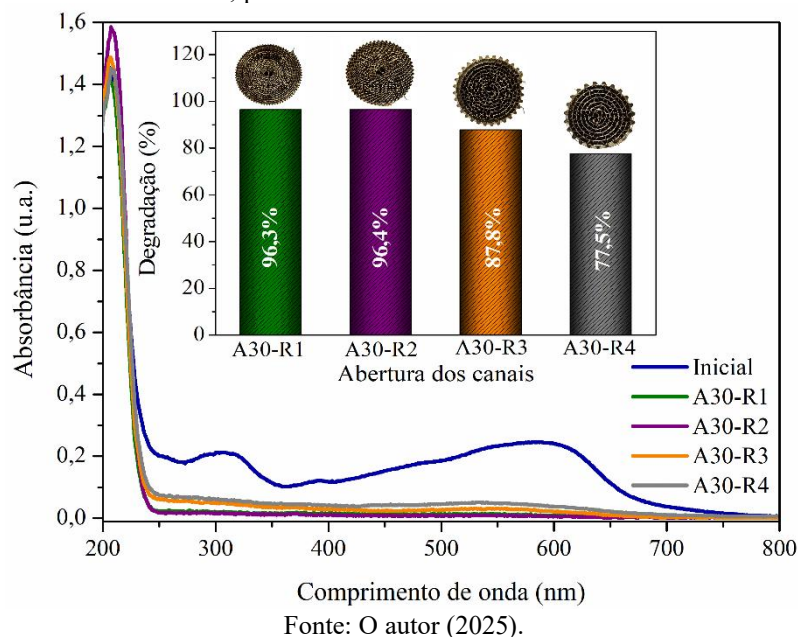 1,6
1,4
1,2
1,0
0,8
0,6
0,4
0,2
0,0
Absorbância (u.a.)
200 300 400 500 600 700 800
Comprimento de onda (nm)
120
100
80
60
40
20
0
Degradação (%)
96,3%
96,4%
87,8%
77,5%
A30-R1 A30-R2 A30-R3 A30-R4
Abertura dos canais
Inicial
A30-R1
A30-R2
A30-R3
A30-R4
Fonte: O autor (2025).